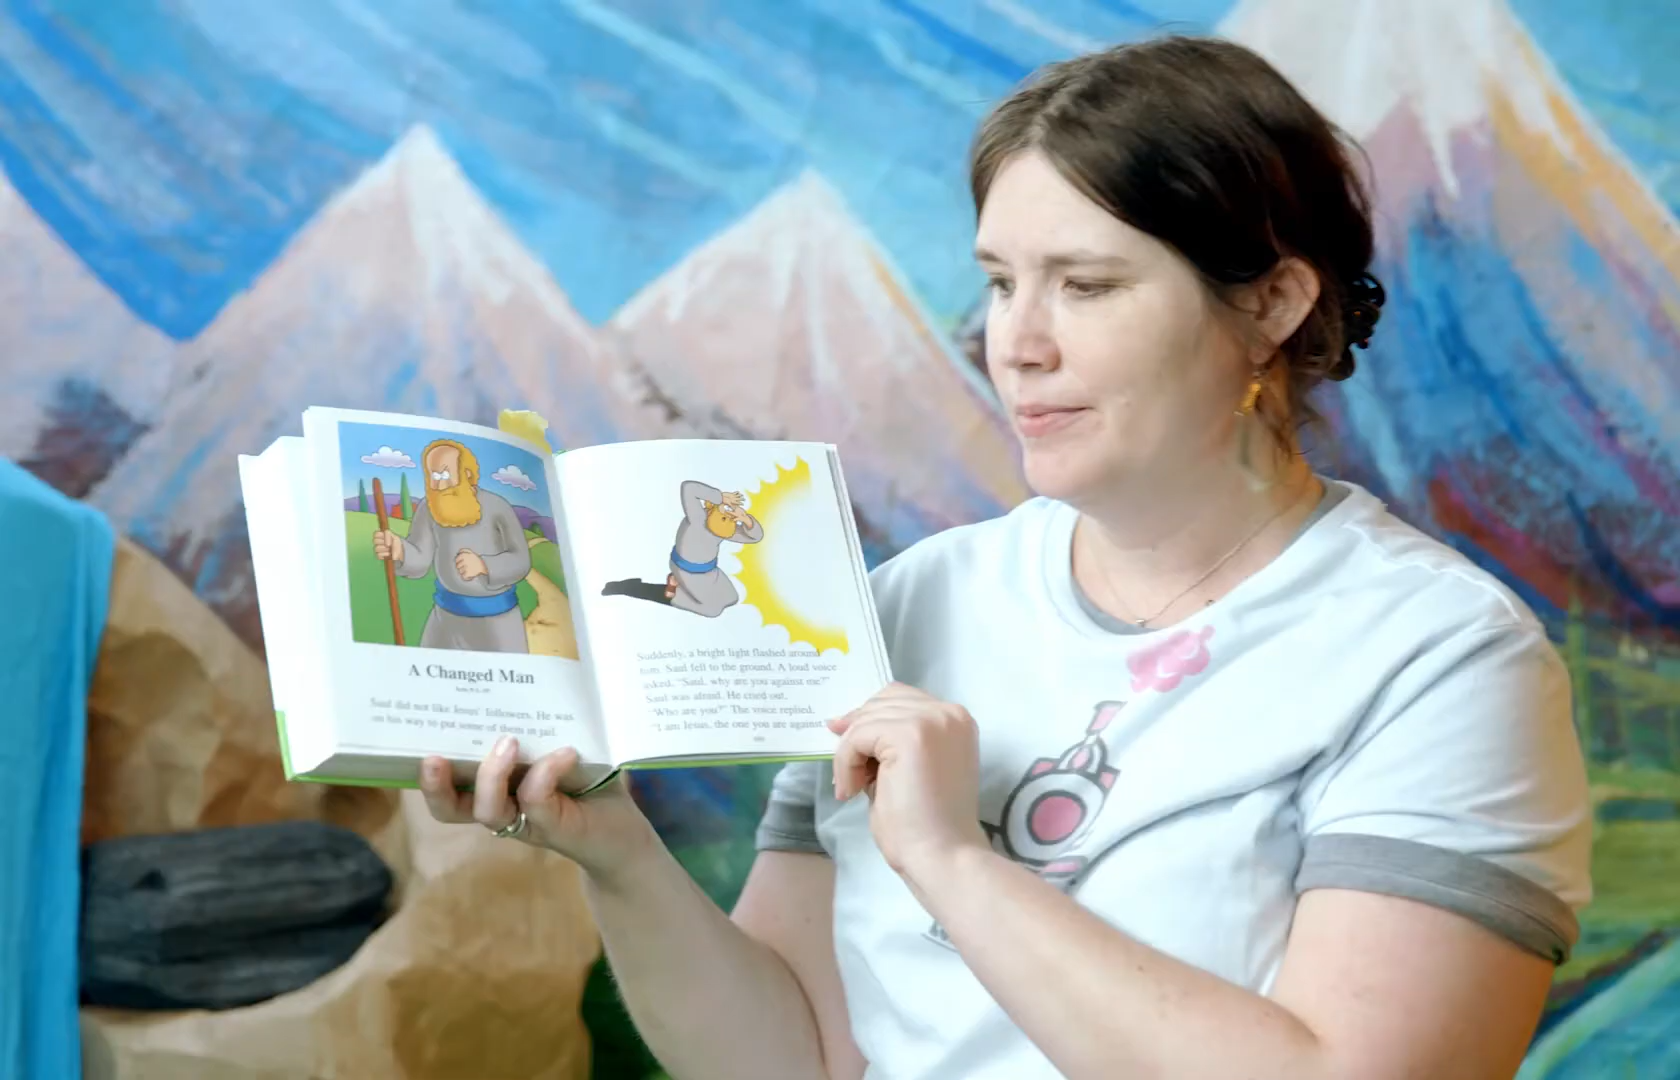 A Changed Man
Saul did not like Jesus' followers. He was
on his way to put some of them in jail.
Suddenly, a bright light flashed around
him. Saul fell to the ground. A loud voice
asked, "Saul, why are you against me?"
Saul was afraid. He cried out,
"Who are you?" The voice replied,
"I am Jesus, the one you are against."